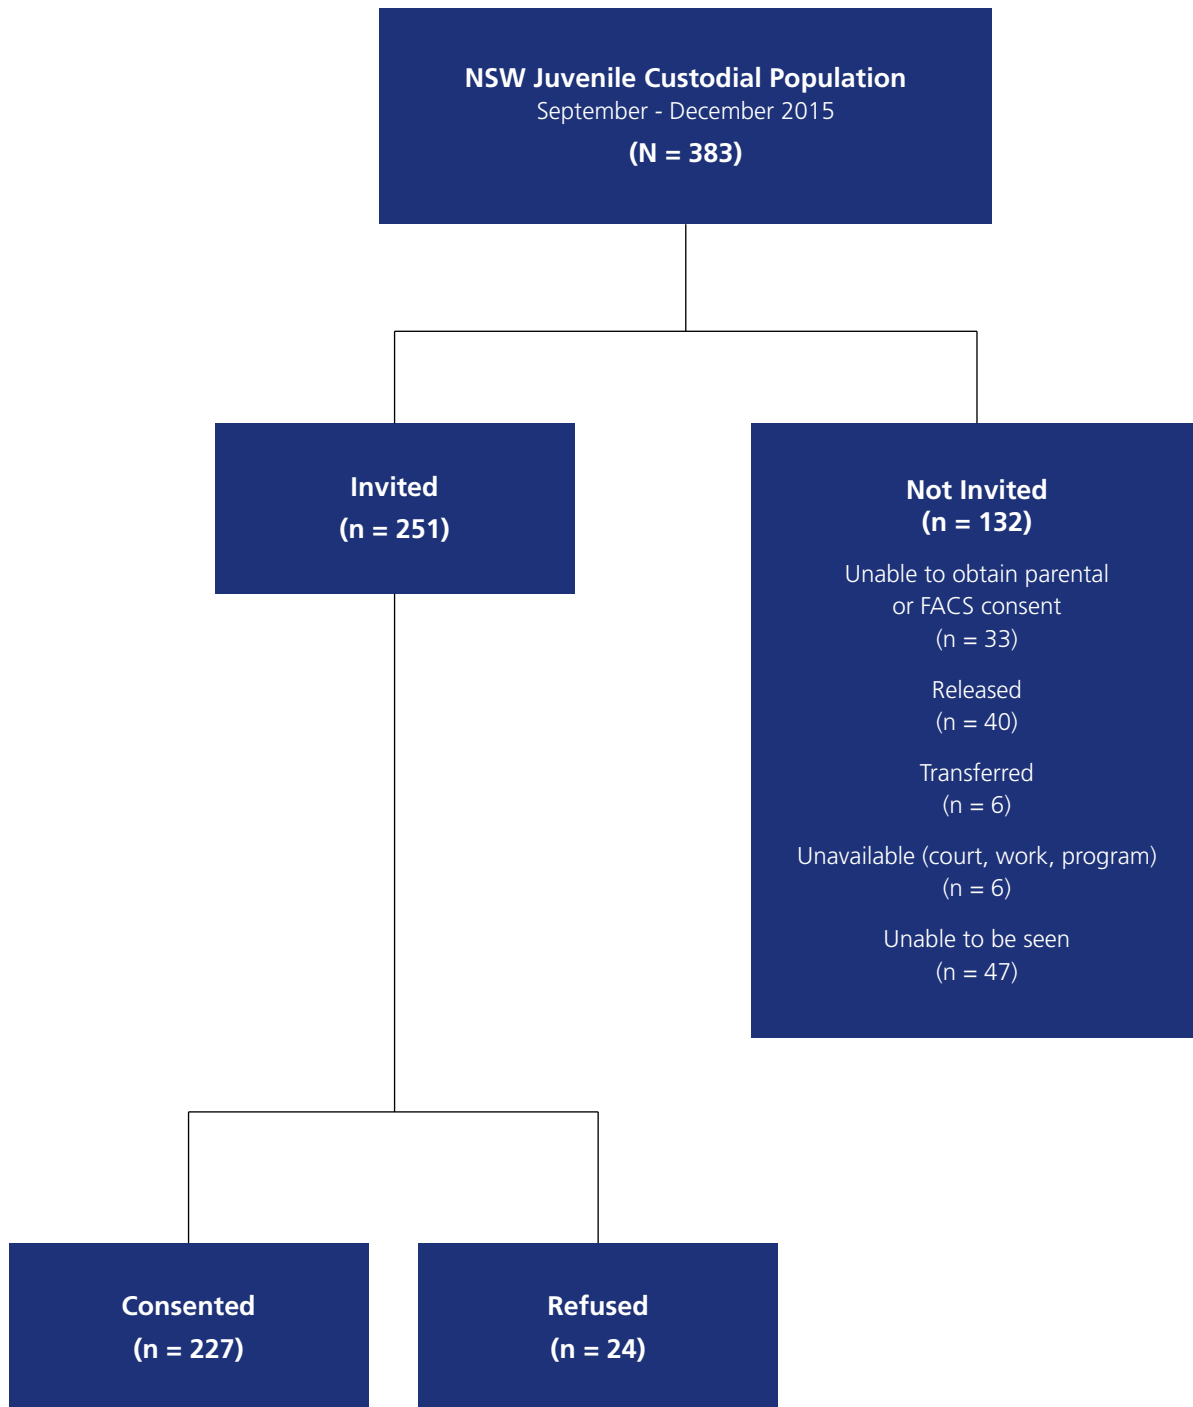 NSW Juvenile Custodial Population
September - December 2015
(N = 383)
Invited
(n = 251)
Not Invited
(n = 132)
Unable to obtain parental
or FACS consent
(n = 33)
Released
(n = 40)
Transferred
(n = 6)
Unavailable (court, work, program)
(n = 6)
Unable to be seen
(n = 47)
Consented
(n = 227)
Refused
(n = 24)